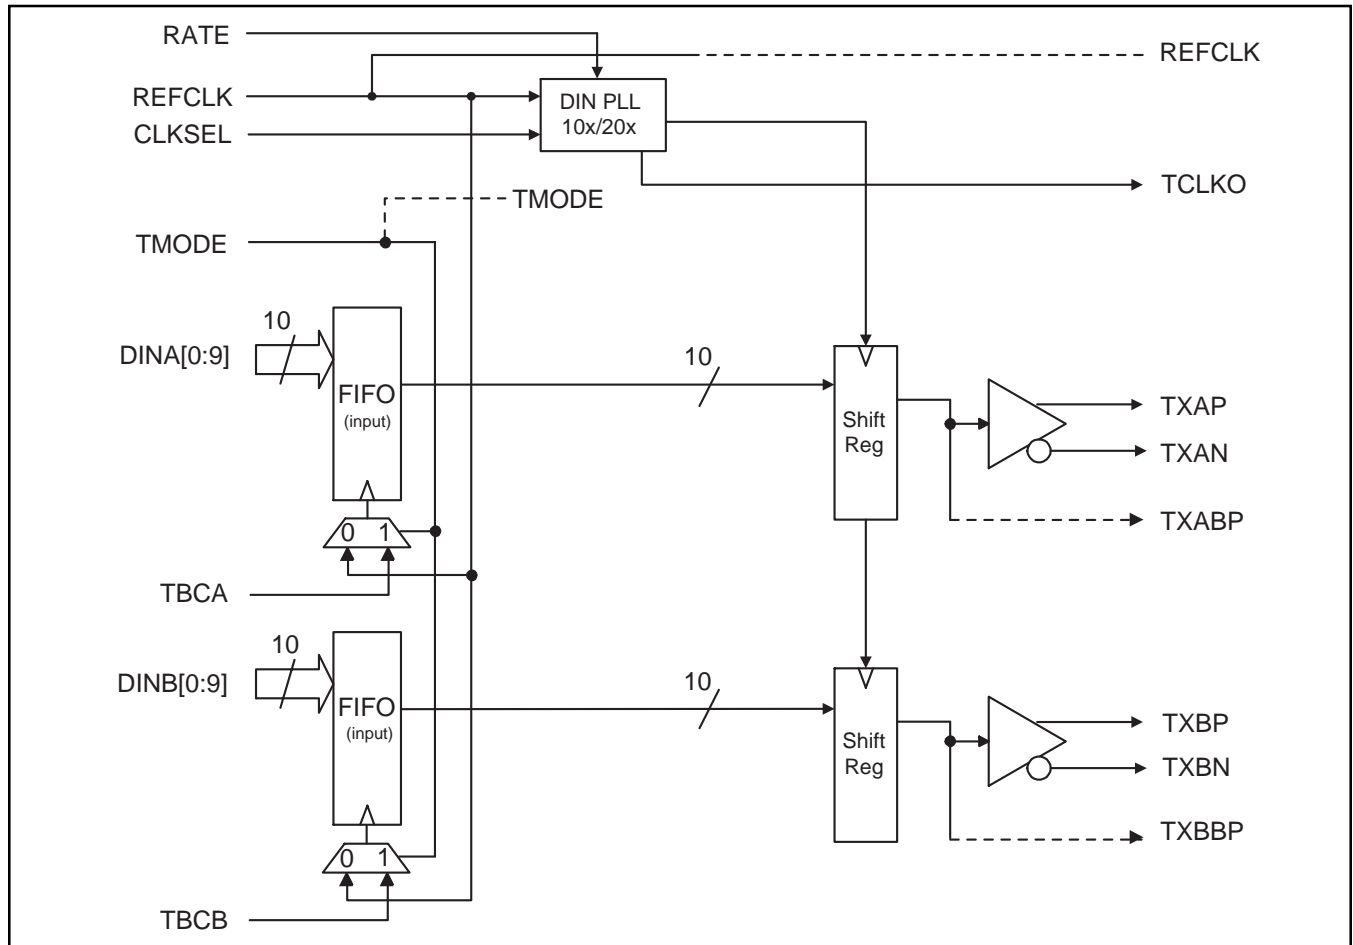 RATE
REFCLK
REFCLK
DIN PLL
10x/20x
CLKSEL
TCLKO
TMODE
TMODE
10
DINA[0:9]
10
FIFO
(input)
Shift
Reg
TXAP
TXAN
0 1
TXABP
TBCA
10
DINB[0:9]
10
FIFO
(input)
Shift
Reg
TXBP
TXBN
TXBBP
0 1
TBCB